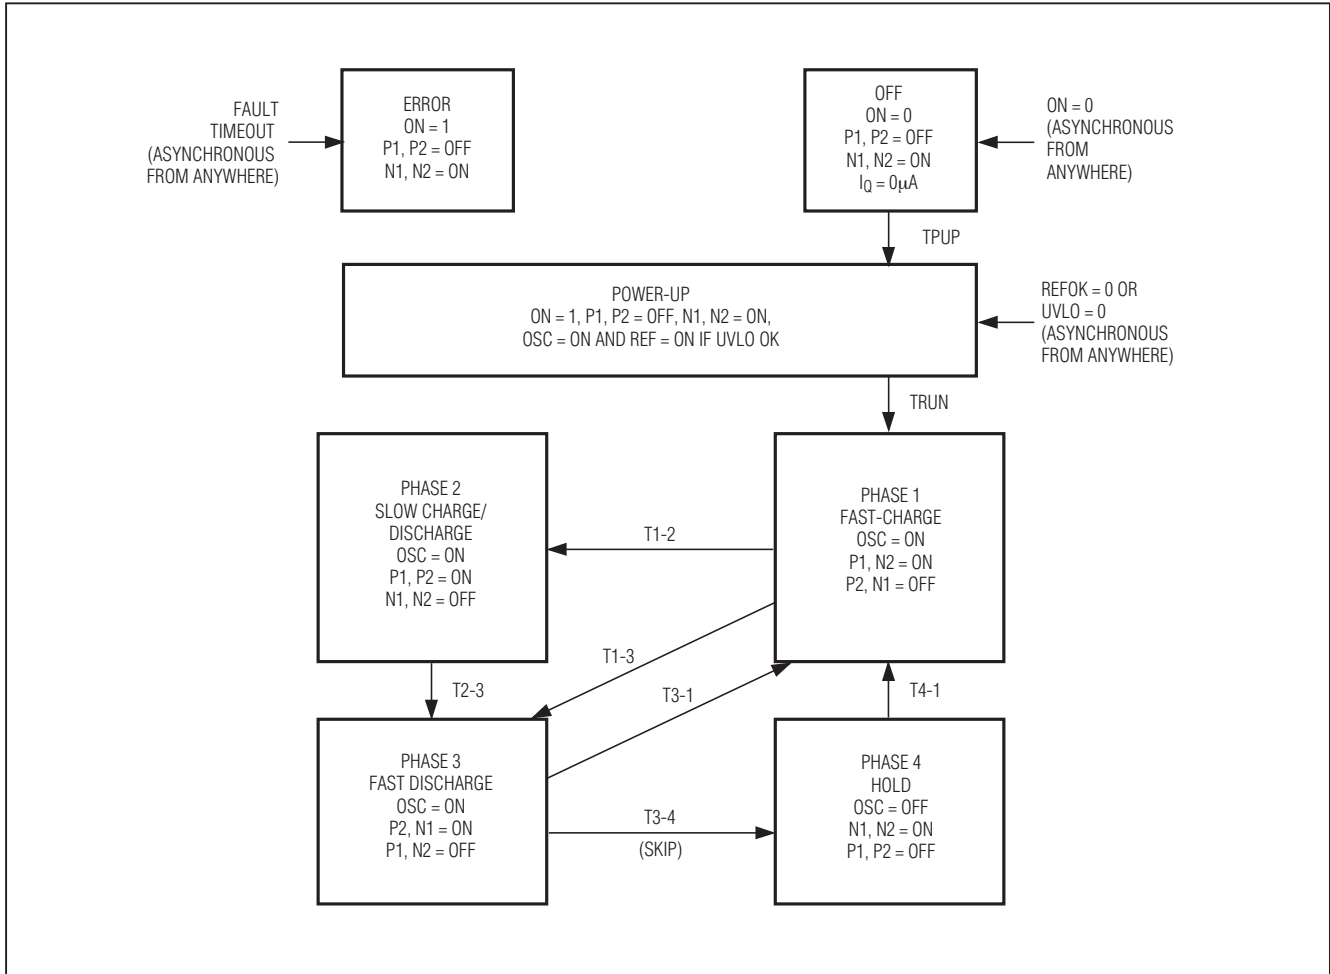 FAULT
TIMEOUT
(ASYNCHRONOUS
FROM ANYWHERE)
ERROR
ON = 1
P1, P2 = OFF
N1, N2 = ON
OFF
ON = 0
P1, P2 = OFF
N1, N2 = ON
IQ = 0μA
ON = 0
(ASYNCHRONOUS
FROM
ANYWHERE)
TPUP
POWER-UP
ON = 1, P1, P2 = OFF, N1, N2 = ON,
OSC = ON AND REF = ON IF UVLO OK
REFOK = 0 OR
UVLO = 0
(ASYNCHRONOUS
FROM ANYWHERE)
TRUN
PHASE 2
SLOW CHARGE/
DISCHARGE
OSC = ON
P1, P2 = ON
N1, N2 = OFF
T1-2
PHASE 1
FAST-CHARGE
OSC = ON
P1, N2 = ON
P2, N1 = OFF
T1-3
T2-3
T3-1
T4-1
PHASE 3
FAST DISCHARGE
OSC = ON
P2, N1 = ON
P1, N2 = OFF
T3-4
(SKIP)
PHASE 4
HOLD
OSC = OFF
N1, N2 = ON
P1, P2 = OFF